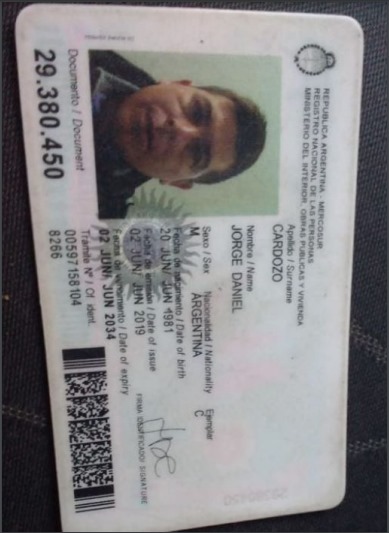 REPUBLICA ARGENTINA - MERCOSUR
REGISTRO NACIONAL DE LAS PERSONAS
MINISTERIO DEL INTERIOR, OBRAS PUBLICAS Y VIVIENDA
Apellido / Surname
CARDOZO
Nombre / Name
JORGE DANIEL
Sexo / Sex Nacionalidad / Nationality Ejemplar
M ARGENTINA C
Fecha de nacimiento / Date of birth
20 JUN/ JUN 1981
Fecha de emisión / Date of issue
02 JUN/ JUN 2019
Fecha de vencimiento / Date of expiry
02 JUN/ JUN 2034
Trámite Nº / Of. ident.
00597158104
8266
FIRMA IDENTIFICADO/ SIGNATURE
Documento / Document
29.380.450